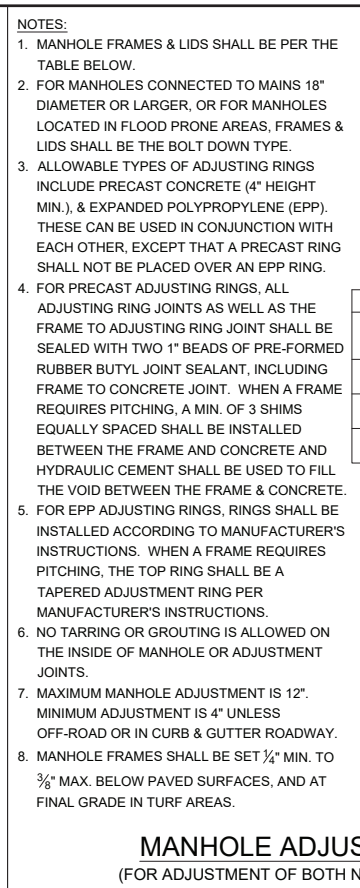 NOTES:
1. MANHOLE FRAMES & LIDS SHALL BE PER THE
TABLE BELOW.
2. FOR MANHOLES CONNECTED TO MAINS 18"
DIAMETER OR LARGER, OR FOR MANHOLES
LOCATED IN FLOOD PRONE AREAS, FRAMES &
LIDS SHALL BE THE BOLT DOWN TYPE.
3. ALLOWABLE TYPES OF ADJUSTING RINGS
INCLUDE PRECAST CONCRETE (4" HEIGHT
MIN.), & EXPANDED POLYPROPYLENE (EPP).
THESE CAN BE USED IN CONJUNCTION WITH
EACH OTHER, EXCEPT THAT A PRECAST RING
SHALL NOT BE PLACED OVER AN EPP RING.
4. FOR PRECAST ADJUSTING RINGS, ALL
ADJUSTING RING JOINTS AS WELL AS THE
FRAME TO ADJUSTING RING JOINT SHALL BE
SEALED WITH TWO 1" BEADS OF PRE-FORMED
RUBBER BUTYL JOINT SEALANT, INCLUDING
FRAME TO CONCRETE JOINT. WHEN A FRAME
REQUIRES PITCHING, A MIN. OF 3 SHIMS
EQUALLY SPACED SHALL BE INSTALLED
BETWEEN THE FRAME AND CONCRETE AND
HYDRAULIC CEMENT SHALL BE USED TO FILL
THE VOID BETWEEN THE FRAME & CONCRETE.
5. FOR EPP ADJUSTING RINGS, RINGS SHALL BE
INSTALLED ACCORDING TO MANUFACTURER'S
INSTRUCTIONS. WHEN A FRAME REQUIRES
PITCHING, THE TOP RING SHALL BE A
TAPERED ADJUSTMENT RING PER
MANUFACTURER'S INSTRUCTIONS.
6. NO TARRING OR GROUTING IS ALLOWED ON
THE INSIDE OF MANHOLE OR ADJUSTMENT
JOINTS.
7. MAXIMUM MANHOLE ADJUSTMENT IS 12".
MINIMUM ADJUSTMENT IS 4" UNLESS
OFF-ROAD OR IN CURB & GUTTER ROADWAY.
8. MANHOLE FRAMES SHALL BE SET ¼" MIN. TO
⅜" MAX. BELOW PAVED SURFACES, AND AT
FINAL GRADE IN TURF AREAS.
MANHOLE ADJUS
(FOR ADJUSTMENT OF BOTH N